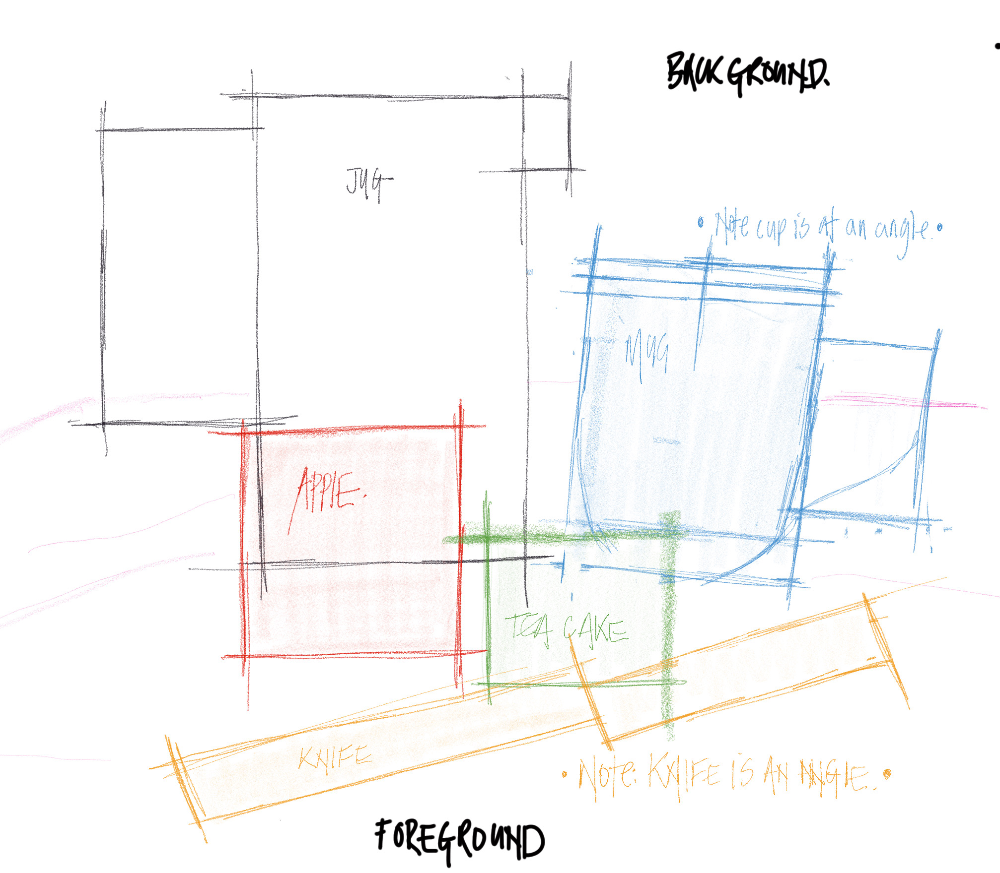 BACKGROUND.
JUG
• Note cup is at an angle. •
MUG
APPLE.
TEA CAKE
KNIFE
• NOTE: KNIFE IS AN ANGLE. •
FOREGROUND